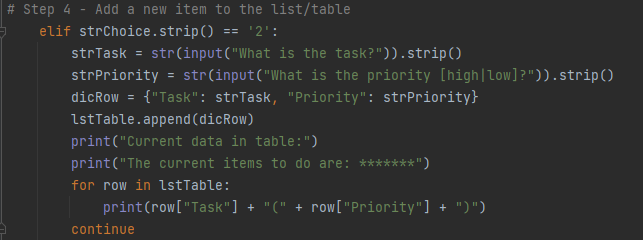 # Step 4 - Add a new item to the list/table
elif strChoice.strip() == '2':
strTask = str(input("What is the task?")).strip()
strPriority = str(input("What is the priority [high|low]?")).strip()
dicRow = {"Task": strTask, "Priority": strPriority}
lstTable.append(dicRow)
print("Current data in table:")
print("The current items to do are: *******")
for row in lstTable:
print(row["Task"] + "(" + row["Priority"] + ")")
continue